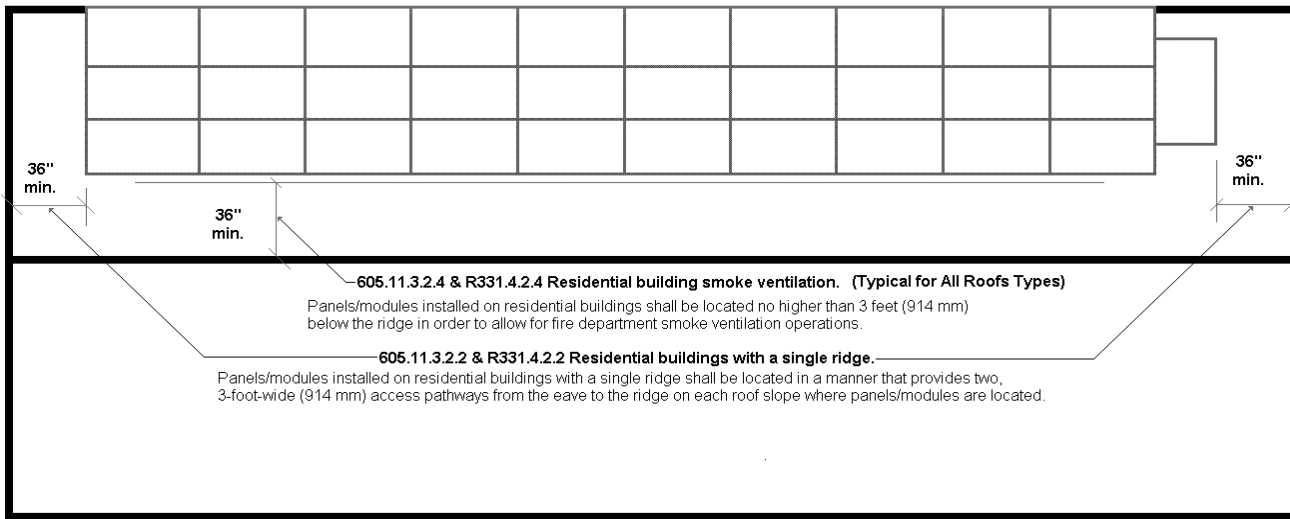 36"
min.
36"
min.
36"
min.
605.11.3.2.4 & R331.4.2.4 Residential building smoke ventilation. (Typical for All Roofs Types)
Panels/modules installed on residential buildings shall be located no higher than 3 feet (914 mm)
below the ridge in order to allow for fire department smoke ventilation operations.
605.11.3.2.2 & R331.4.2.2 Residential buildings with a single ridge.
Panels/modules installed on residential buildings with a single ridge shall be located in a manner that provides two,
3-foot-wide (914 mm) access pathways from the eave to the ridge on each roof slope where panels/modules are located.